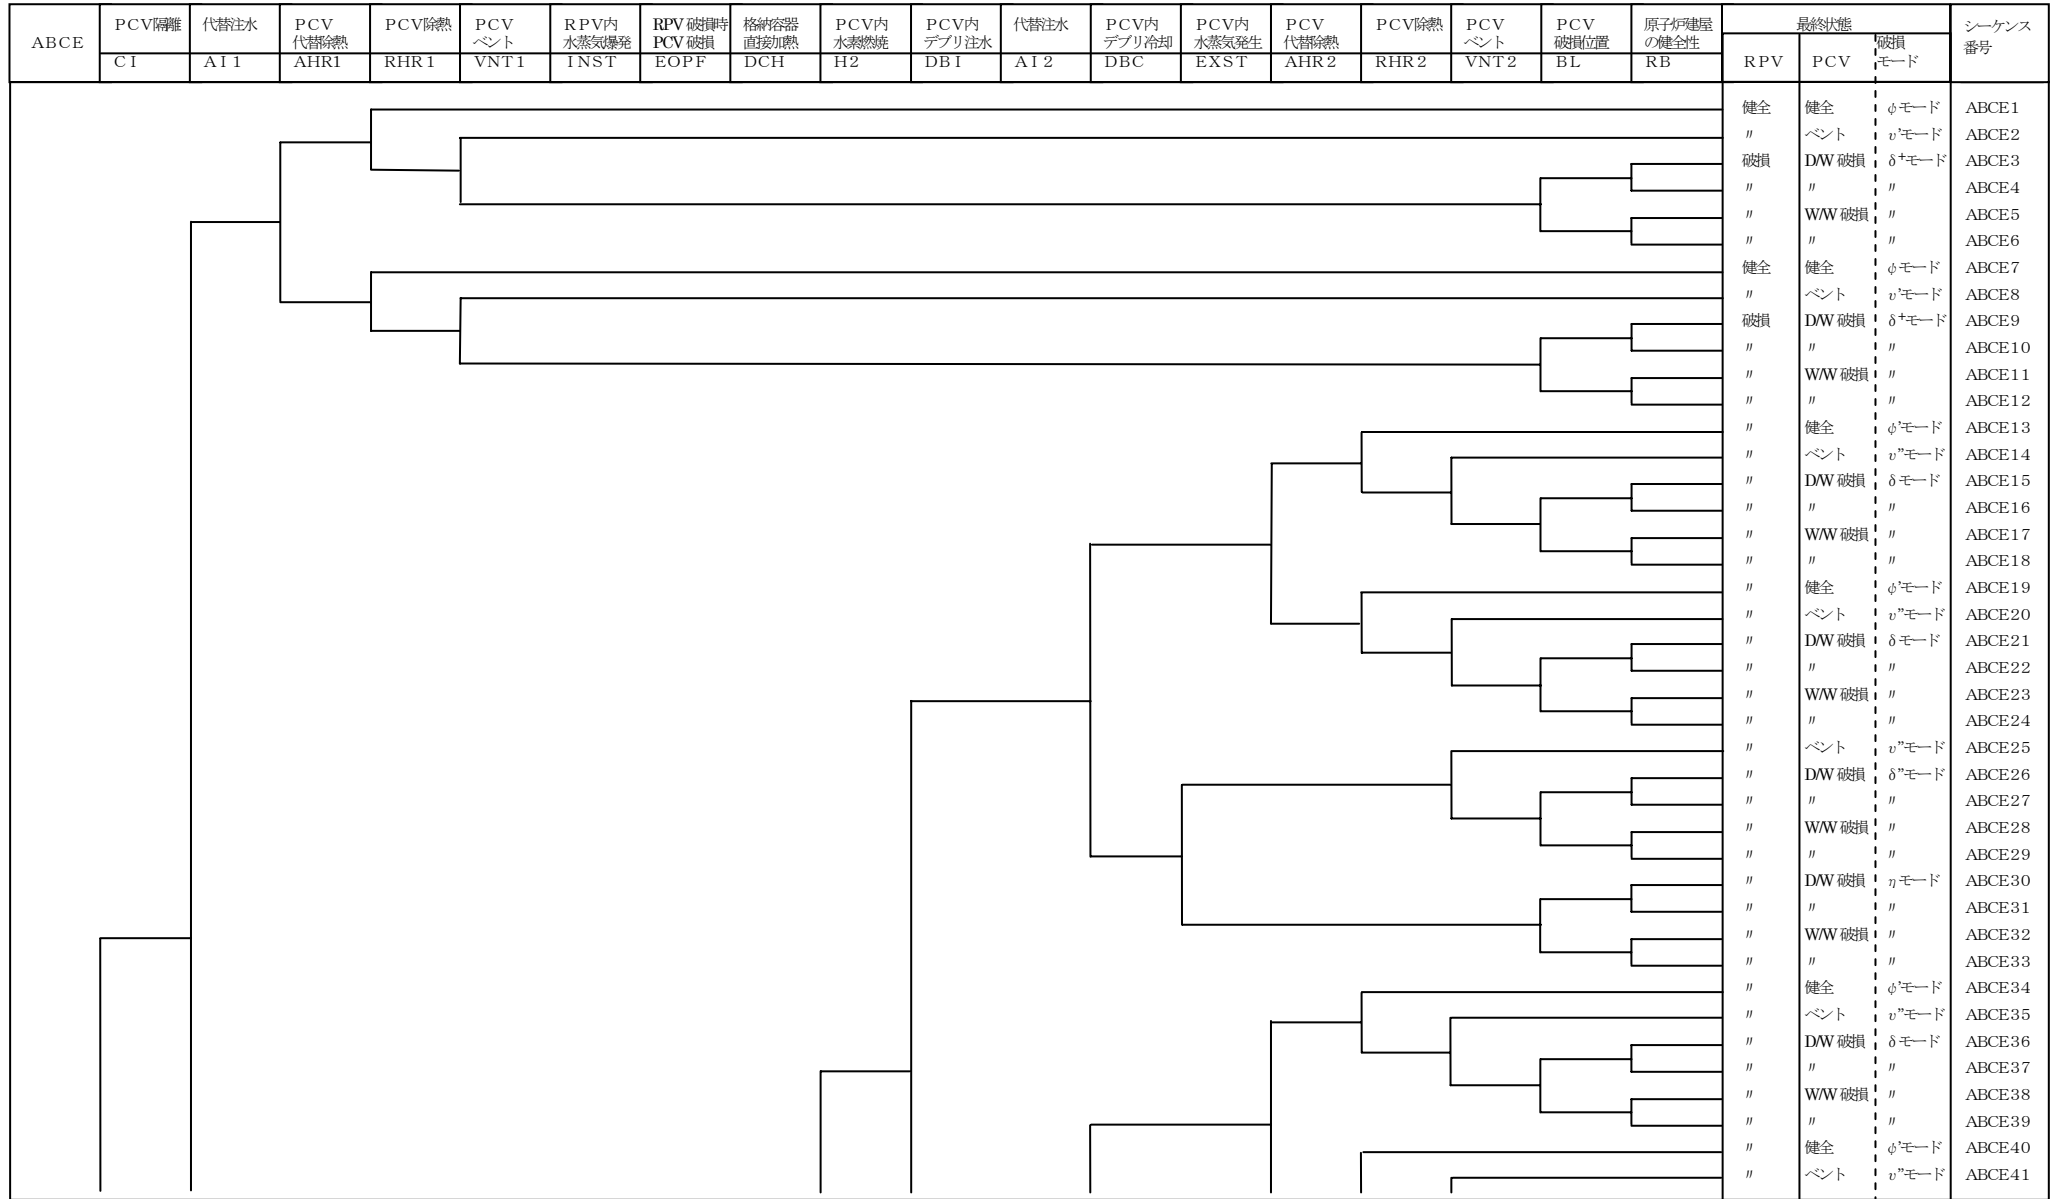 ABCE
PCV隔離
CI
代替注水
AI1
PCV
代替除熱
AHR1
PCV除熱
RHR1
PCV
ベント
VNT1
RPV内
水蒸気爆発
INST
RPV破損時
PCV破損
EOPF
格納容器
直接加熱
DCH
PCV内
水素燃焼
H2
PCV内
デブリ注水
DBI
代替注水
AI2
PCV内
デブリ冷却
DBC
PCV内
水蒸気発生
EXST
PCV
代替除熱
AHR2
PCV除熱
RHR2
PCV
ベント
VNT2
PCV
破損位置
BL
原子炉建屋
の健全性
RB
最終状態
RPV
PCV
破損
モード
シーケンス
番号
健全 健全 φモード ABCE1
〃 ベント υ'モード ABCE2
破損 D/W破損 δ⁺モード ABCE3
〃 〃 〃 ABCE4
〃 W/W破損 〃 ABCE5
〃 〃 〃 ABCE6
健全 健全 φモード ABCE7
〃 ベント υ'モード ABCE8
破損 D/W破損 δ⁺モード ABCE9
〃 〃 〃 ABCE10
〃 W/W破損 〃 ABCE11
〃 〃 〃 ABCE12
〃 健全 φ'モード ABCE13
〃 ベント υ”モード ABCE14
〃 D/W破損 δモード ABCE15
〃 〃 〃 ABCE16
〃 W/W破損 〃 ABCE17
〃 〃 〃 ABCE18
〃 健全 φ'モード ABCE19
〃 ベント υ”モード ABCE20
〃 D/W破損 δモード ABCE21
〃 〃 〃 ABCE22
〃 W/W破損 〃 ABCE23
〃 〃 〃 ABCE24
〃 ベント υ”モード ABCE25
〃 D/W破損 δ”モード ABCE26
〃 〃 〃 ABCE27
〃 W/W破損 〃 ABCE28
〃 〃 〃 ABCE29
〃 D/W破損 ηモード ABCE30
〃 〃 〃 ABCE31
〃 W/W破損 〃 ABCE32
〃 〃 〃 ABCE33
〃 健全 φ'モード ABCE34
〃 ベント υ”モード ABCE35
〃 D/W破損 δモード ABCE36
〃 〃 〃 ABCE37
〃 W/W破損 〃 ABCE38
〃 〃 〃 ABCE39
〃 健全 φ'モード ABCE40
〃 ベント υ”モード ABCE41